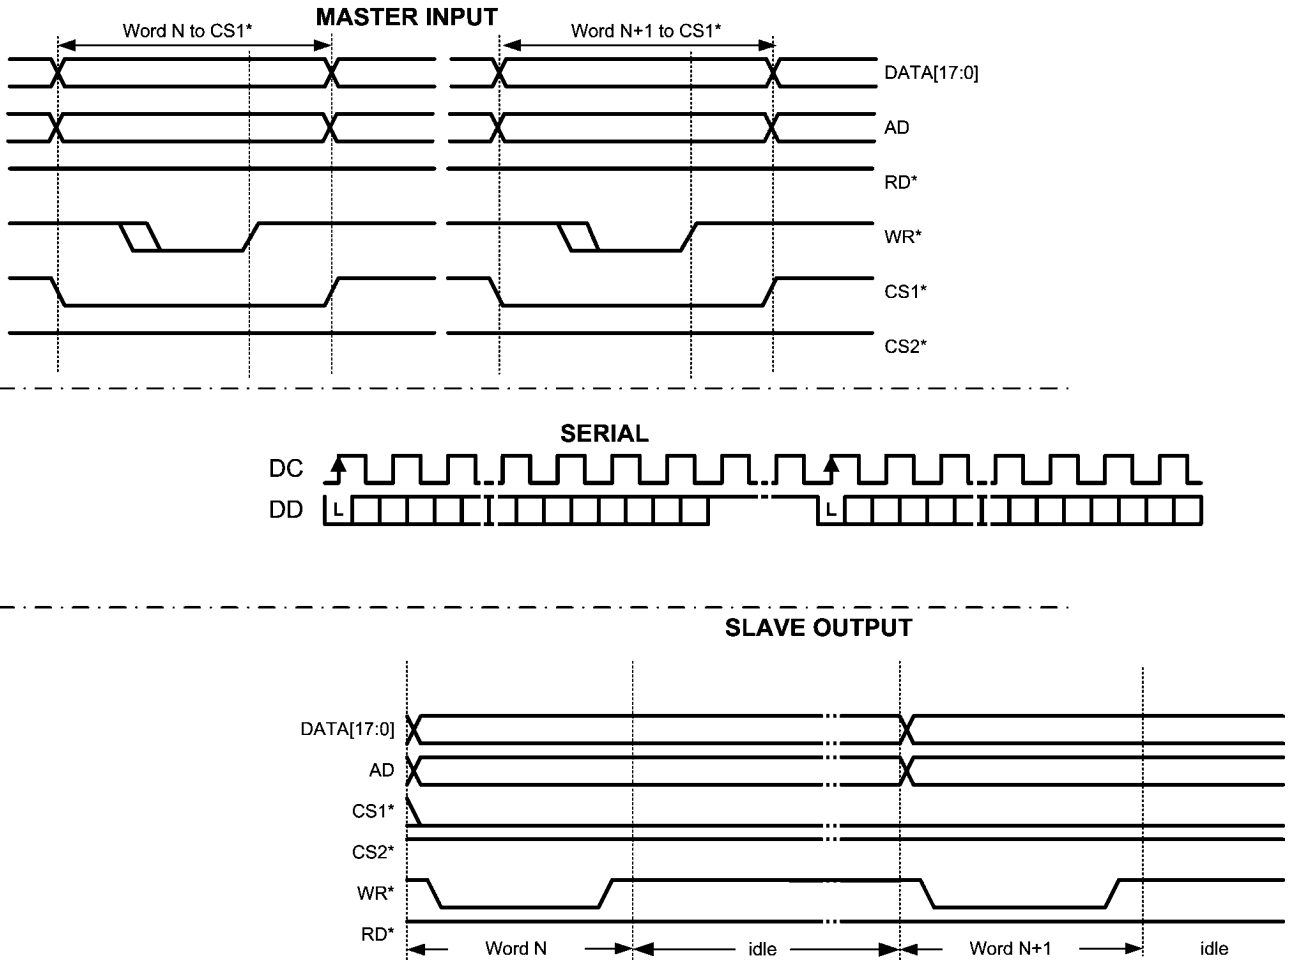 MASTER INPUT
Word N to CS1*
Word N+1 to CS1*
DATA[17:0]
AD
RD*
WR*
CS1*
CS2*
SERIAL
DC
DD
L
L
SLAVE OUTPUT
DATA[17:0]
AD
CS1*
CS2*
WR*
RD*
Word N
idle
Word N+1
idle